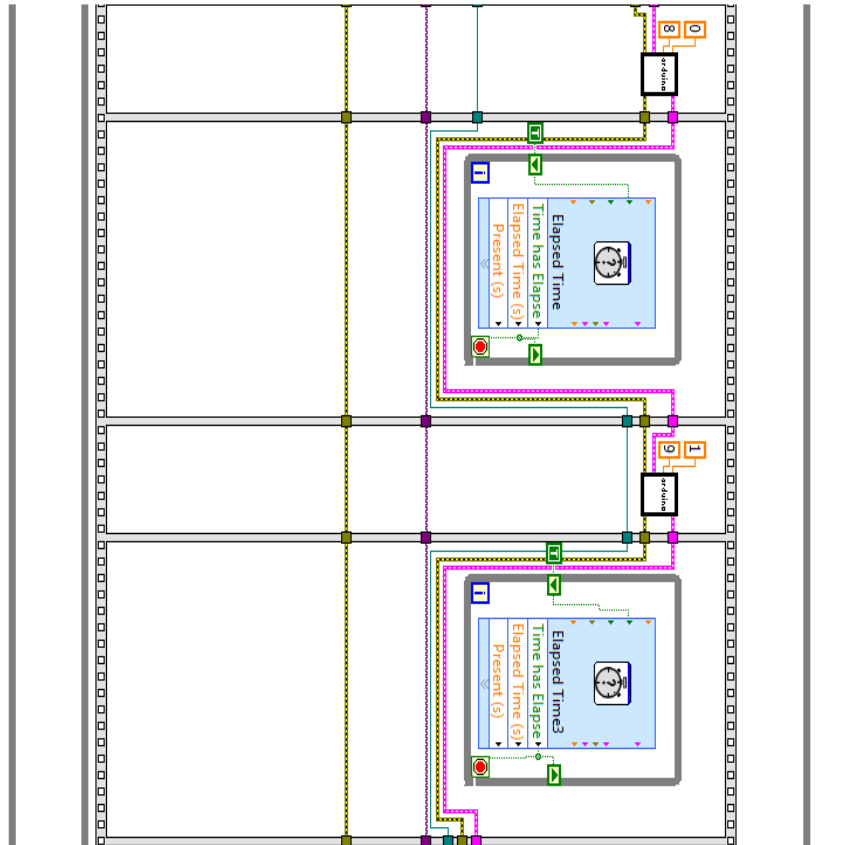 0
8
arduino
T
i
Elapsed Time
Time has Elapse
Elapsed Time (s)
Present (s)
1
9
arduino
T
i
Elapsed Time3
Time has Elapse
Elapsed Time (s)
Present (s)